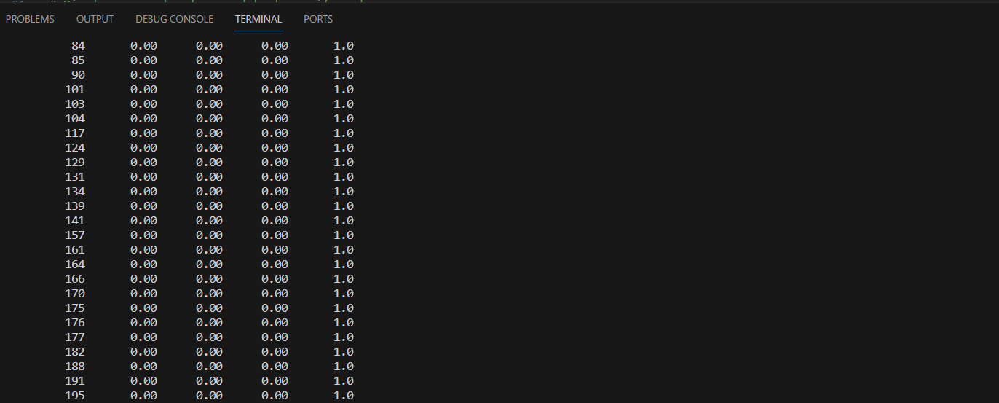 PROBLEMS OUTPUT DEBUG CONSOLE TERMINAL PORTS
84 0.00 0.00 0.00 1.0
85 0.00 0.00 0.00 1.0
90 0.00 0.00 0.00 1.0
101 0.00 0.00 0.00 1.0
103 0.00 0.00 0.00 1.0
104 0.00 0.00 0.00 1.0
117 0.00 0.00 0.00 1.0
124 0.00 0.00 0.00 1.0
129 0.00 0.00 0.00 1.0
131 0.00 0.00 0.00 1.0
134 0.00 0.00 0.00 1.0
139 0.00 0.00 0.00 1.0
141 0.00 0.00 0.00 1.0
157 0.00 0.00 0.00 1.0
161 0.00 0.00 0.00 1.0
164 0.00 0.00 0.00 1.0
166 0.00 0.00 0.00 1.0
170 0.00 0.00 0.00 1.0
175 0.00 0.00 0.00 1.0
176 0.00 0.00 0.00 1.0
177 0.00 0.00 0.00 1.0
182 0.00 0.00 0.00 1.0
188 0.00 0.00 0.00 1.0
191 0.00 0.00 0.00 1.0
195 0.00 0.00 0.00 1.0